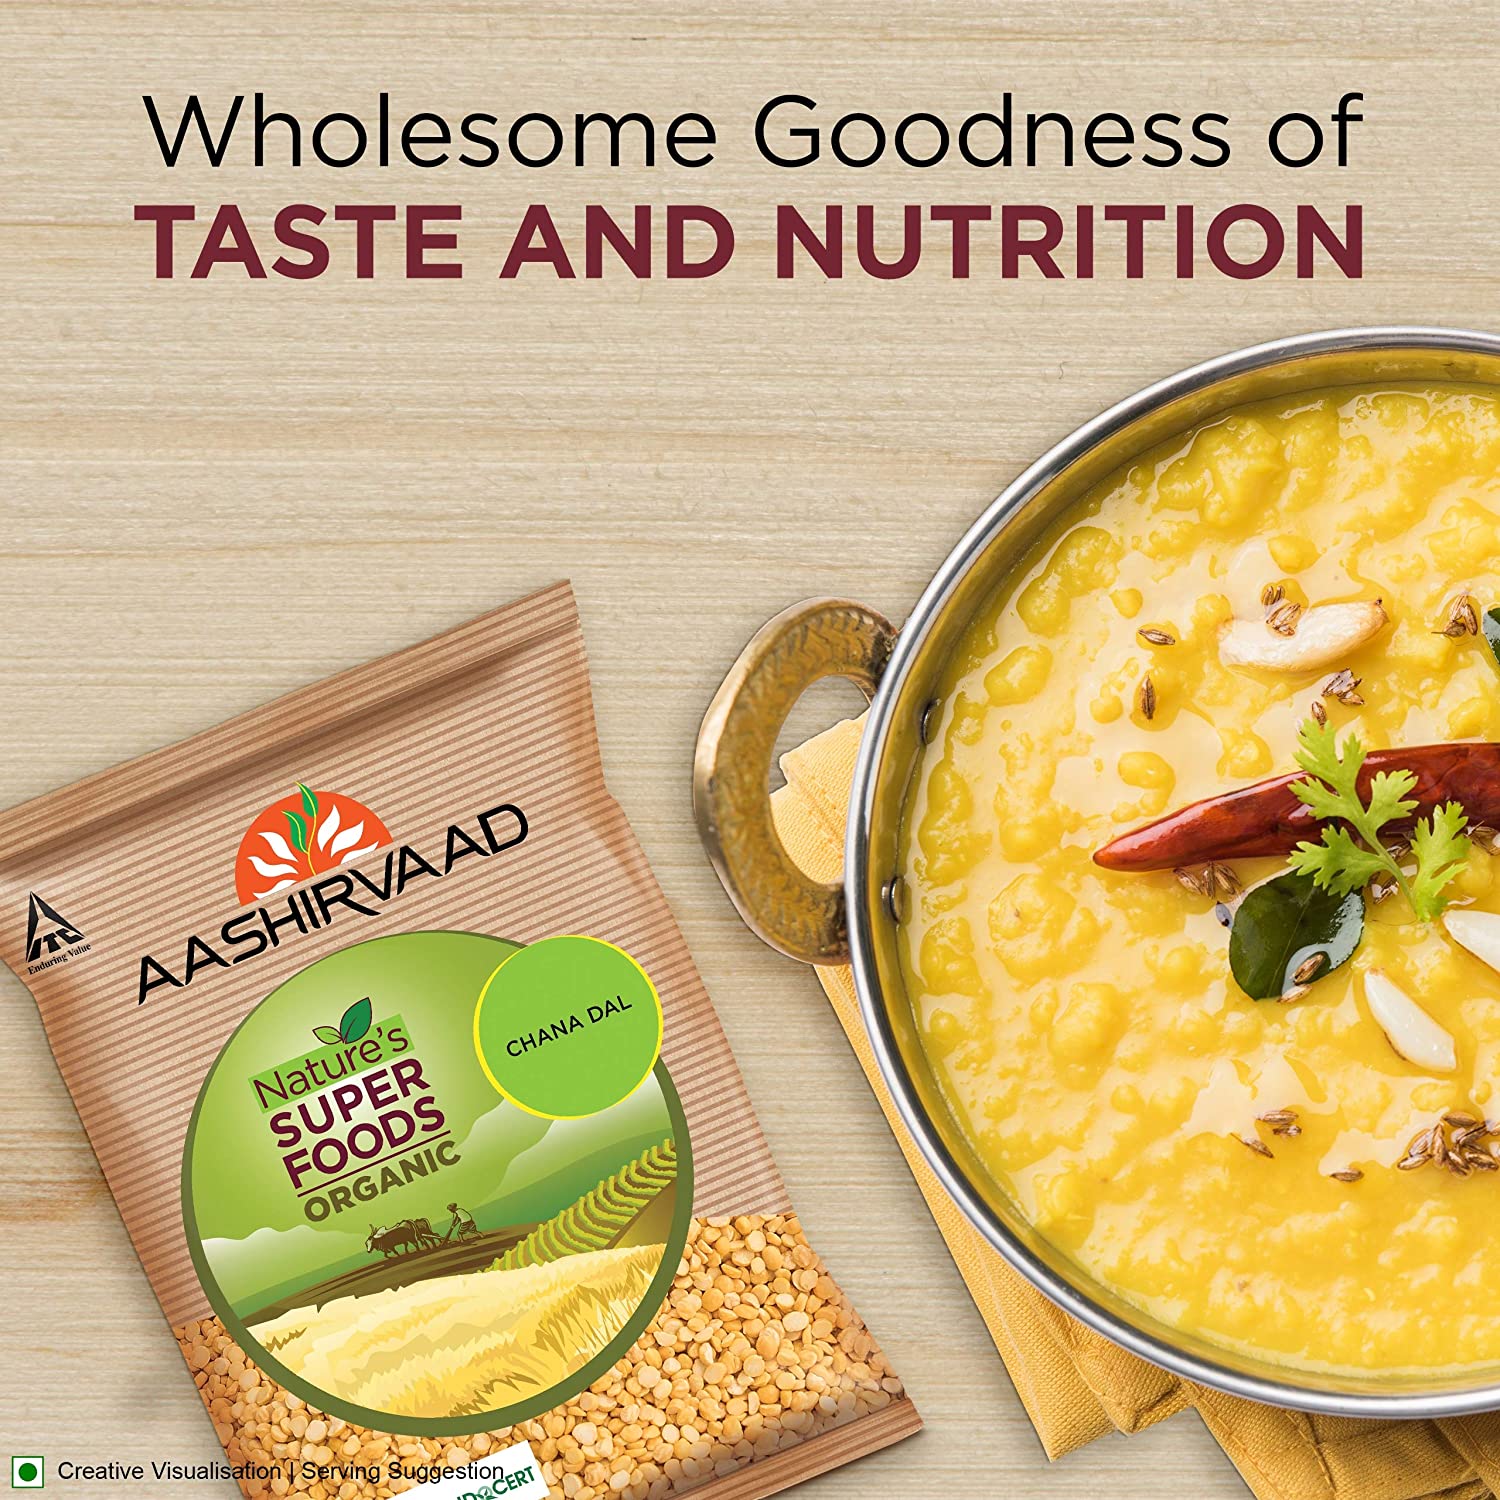 Wholesome Goodness of
TASTE AND NUTRITION
AASHIRVAAD
ITC
Enduring Value
CHANA DAL
Nature's
SUPER
FOODS
ORGANIC
Creative Visualisation | Serving Suggestion
CERT